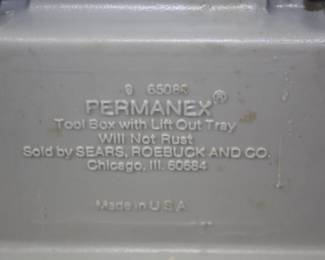 9 65088
PERMANEX®
Tool Box with Lift Out Tray
Will Not Rust
Sold by SEARS, ROEBUCK AND CO.
Chicago, Ill. 60684
Made in U.S.A.